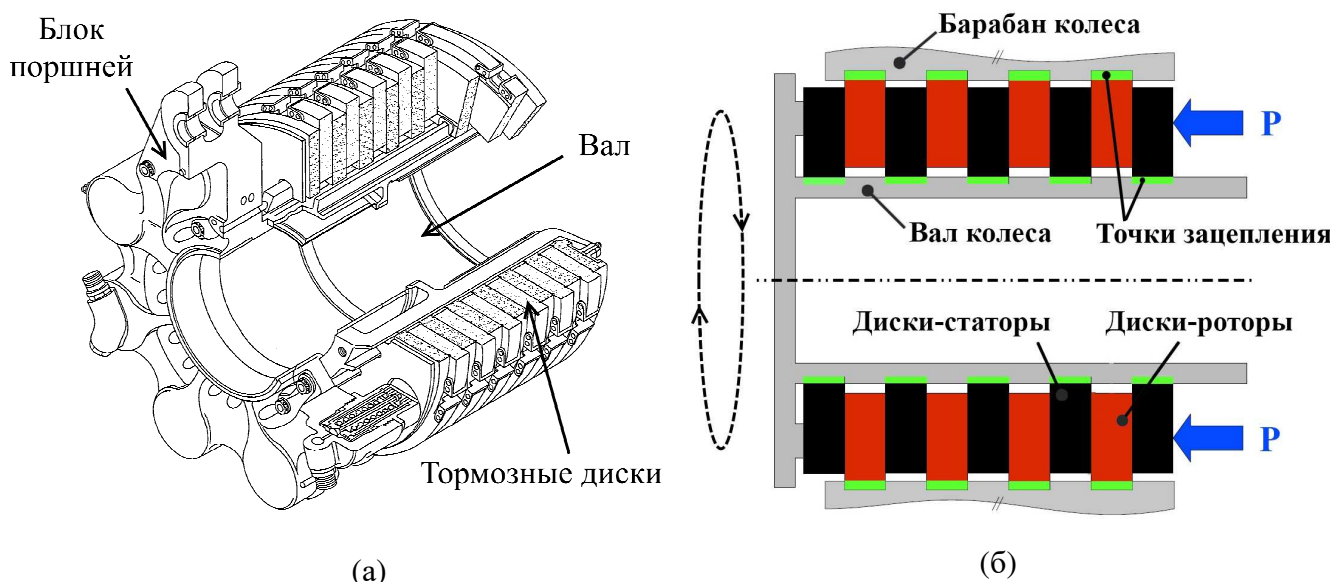 Блок
поршней
Вал
Тормозные диски
(а)
Барабан колеса
P
Вал колеса
Точки зацепления
Диски-статоры
Диски-роторы
P
(б)